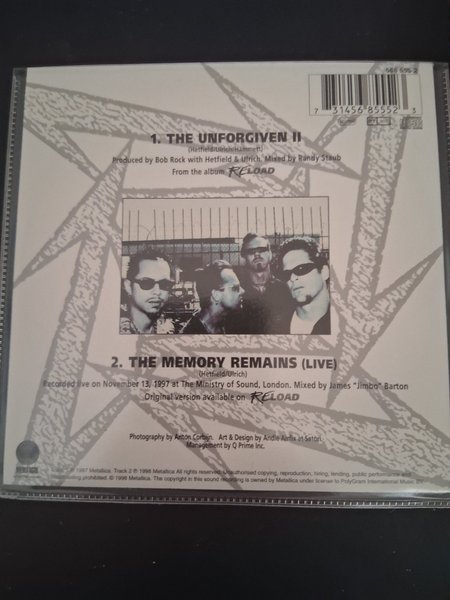 568 555-2
7 31456 85552 3
1. THE UNFORGIVEN II
(Hetfield/Ulrich/Hammett)
Produced by Bob Rock with Hetfield & Ulrich. Mixed by Randy Staub
From the album RELOAD
2. THE MEMORY REMAINS (LIVE)
(Hetfield/Ulrich)
Recorded live on November 13, 1997 at The Ministry of Sound, London. Mixed by James "Jimbo" Barton
Original version available on RELOAD
Photography by Anton Corbijn. Art & Design by Andie Airfix at Satori.
Management by Q Prime Inc.
1997 Metallica. Track 2 ℗ 1998 Metallica All rights reserved. Unauthorised copying, reproduction, hiring, lending, public performance and
prohibited. © 1998 Metallica. The copyright in this sound recording is owned by Metallica under license to PolyGram International Music